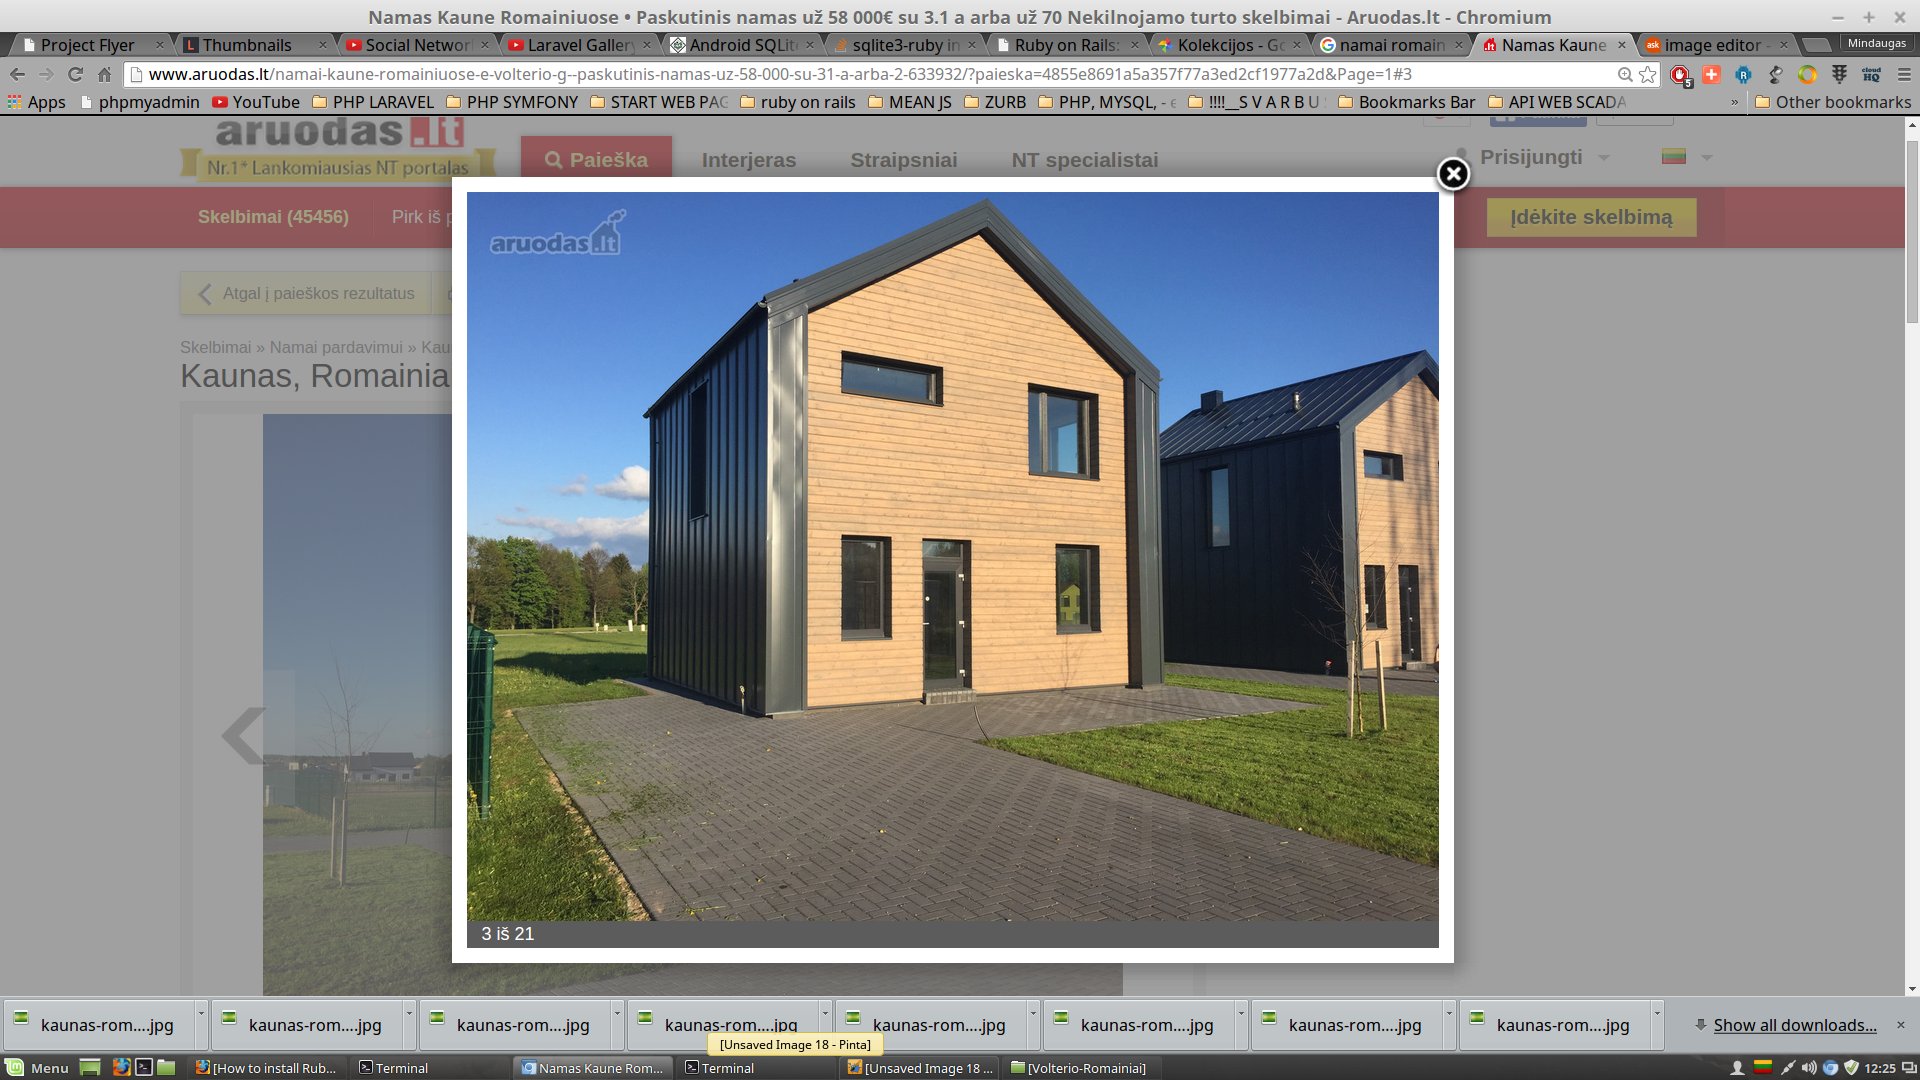 Namas Kaune Romainiuose • Paskutinis namas už 58 000€ su 3.1 a arba už 70 Nekilnojamo turto skelbimai - Aruodas.lt - Chromium
Project Flyer
Thumbnails
Social Networ
Laravel Gallery
Android SQLite
sqlite3-ruby in
Ruby on Rails:
Kolekcijos - Go
namai romain
Namas Kaune
image editor -
Mindaugas
www.aruodas.lt/namai-kaune-romainiuose-e-volterio-g--paskutinis-namas-uz-58-000-su-31-a-arba-2-633932/?paieska=4855e8691a5a357f77a3ed2cf1977a2d&Page=1#3
5
cloud HQ
Apps
phpmyadmin
YouTube
PHP LARAVEL
PHP SYMFONY
START WEB PAG
ruby on rails
MEAN JS
ZURB
PHP, MYSQL, - e
!!!!__S V A R B U
Bookmarks Bar
API WEB SCADA
»
Other bookmarks
aruodas.lt
Nr.1* Lankomiausias NT portalas
Paieška
Interjeras
Straipsniai
NT specialistai
Prisijungti
Skelbimai (45456)
Pirk iš p
Įdėkite skelbimą
Atgal į paieškos rezultatus
Skelbimai » Namai pardavimui » Kau
Kaunas, Romainia
aruodas.lt
3 iš 21
kaunas-rom....jpg
kaunas-rom....jpg
kaunas-rom....jpg
kaunas-rom....jpg
kaunas-rom....jpg
kaunas-rom....jpg
kaunas-rom....jpg
kaunas-rom....jpg
Show all downloads...
[Unsaved Image 18 - Pinta]
Menu
[How to install Rub...
Terminal
Namas Kaune Rom...
Terminal
[Unsaved Image 18 ...
[Volterio-Romainiai]
12:25